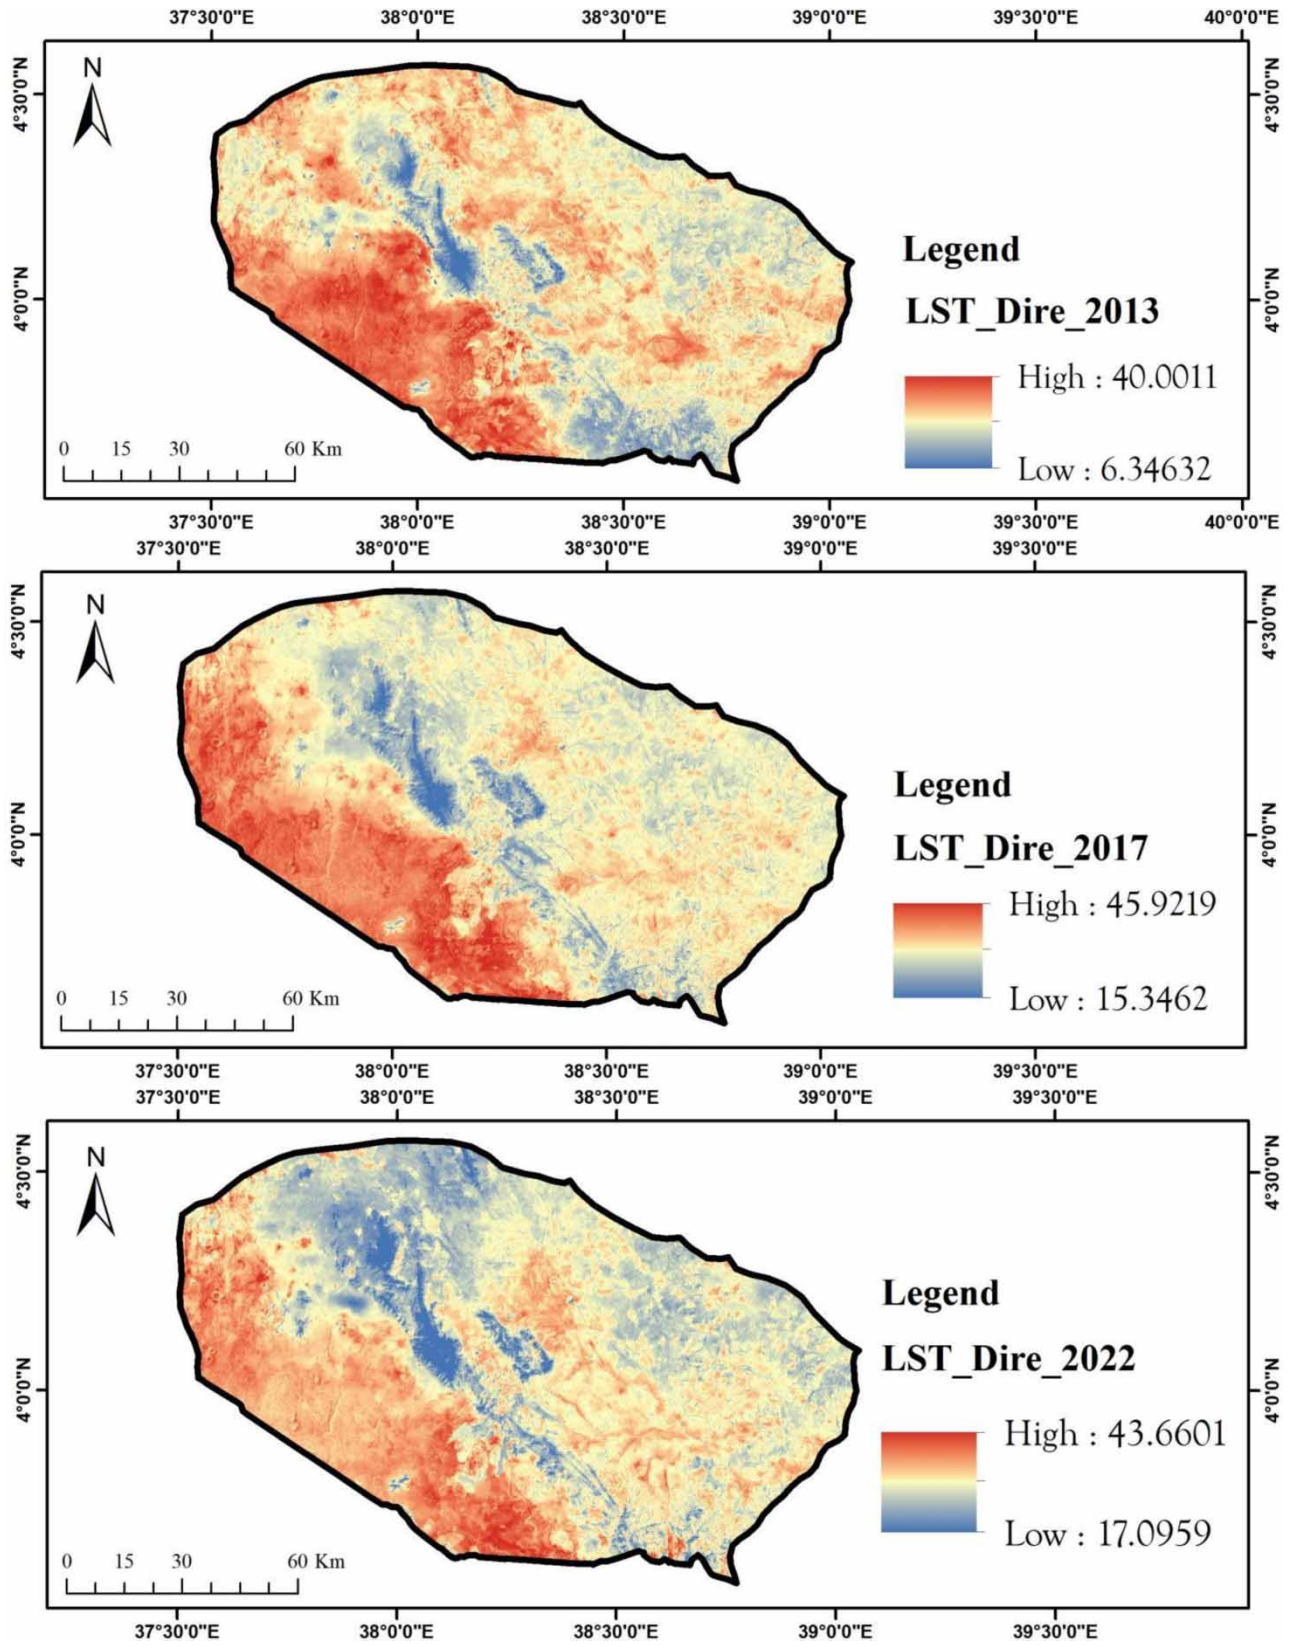 37°30'0"E 38°0'0"E 38°30'0"E 39°0'0"E 39°30'0"E 40°0'0"E
N
4°30'0"N 4°30'0"N
4°0'0"N 4°0'0"N
Legend
LST_Dire_2013
High : 40.0011
Low : 6.34632
0 15 30 60 Km
37°30'0"E 38°0'0"E 38°30'0"E 39°0'0"E 39°30'0"E 40°0'0"E
37°30'0"E 38°0'0"E 38°30'0"E 39°0'0"E 39°30'0"E
N
4°30'0"N 4°30'0"N
4°0'0"N 4°0'0"N
Legend
LST_Dire_2017
High : 45.9219
Low : 15.3462
0 15 30 60 Km
37°30'0"E 38°0'0"E 38°30'0"E 39°0'0"E 39°30'0"E
37°30'0"E 38°0'0"E 38°30'0"E 39°0'0"E 39°30'0"E
N
4°30'0"N 4°30'0"N
4°0'0"N 4°0'0"N
Legend
LST_Dire_2022
High : 43.6601
Low : 17.0959
0 15 30 60 Km
37°30'0"E 38°0'0"E 38°30'0"E 39°0'0"E 39°30'0"E